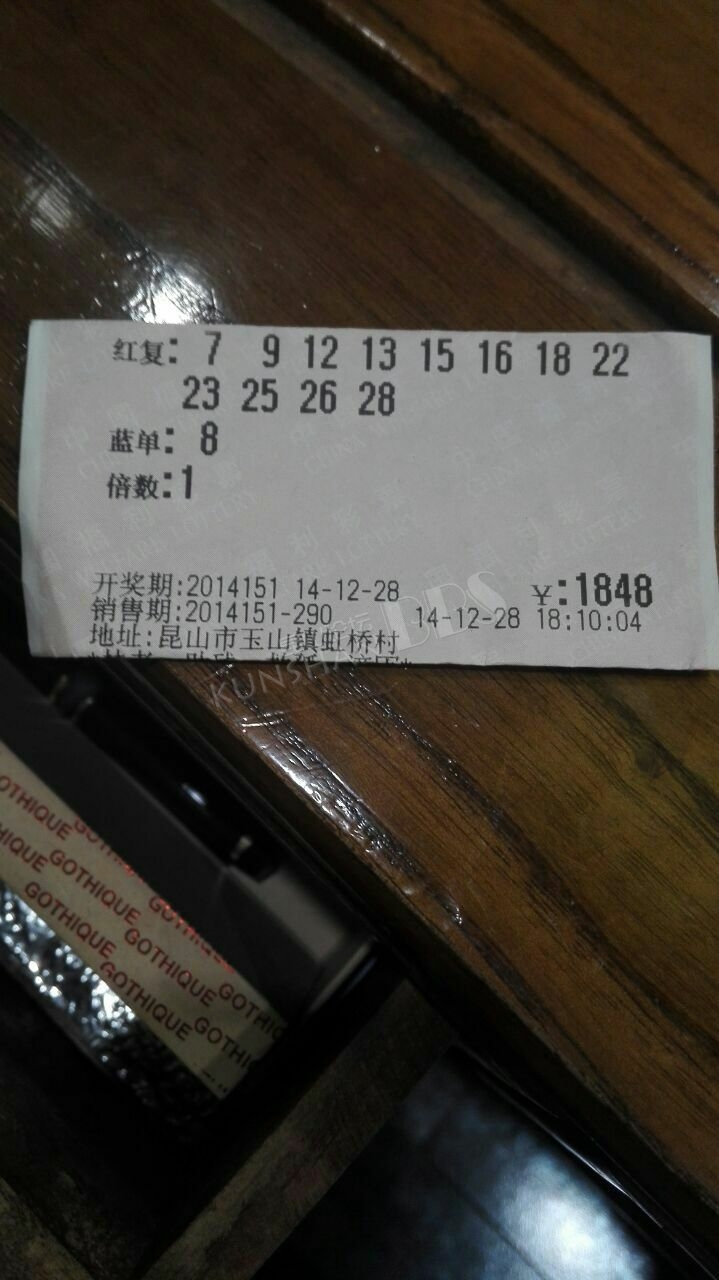 红复: 7 9 12 13 15 16 18 22
23 25 26 28
蓝单: 8
倍数:1
开奖期:2014151 14-12-28 ¥:1848
销售期:2014151-290 14-12-28 18:10:04
地址:昆山市玉山镇虹桥村
KUNSHAN BBS
GOTHIQUE GOTHIQUE
GOTHIQUE GOTHIQUE
GOTHIQUE GOTHIQUE GOTHIQUE
GOTHIQUE